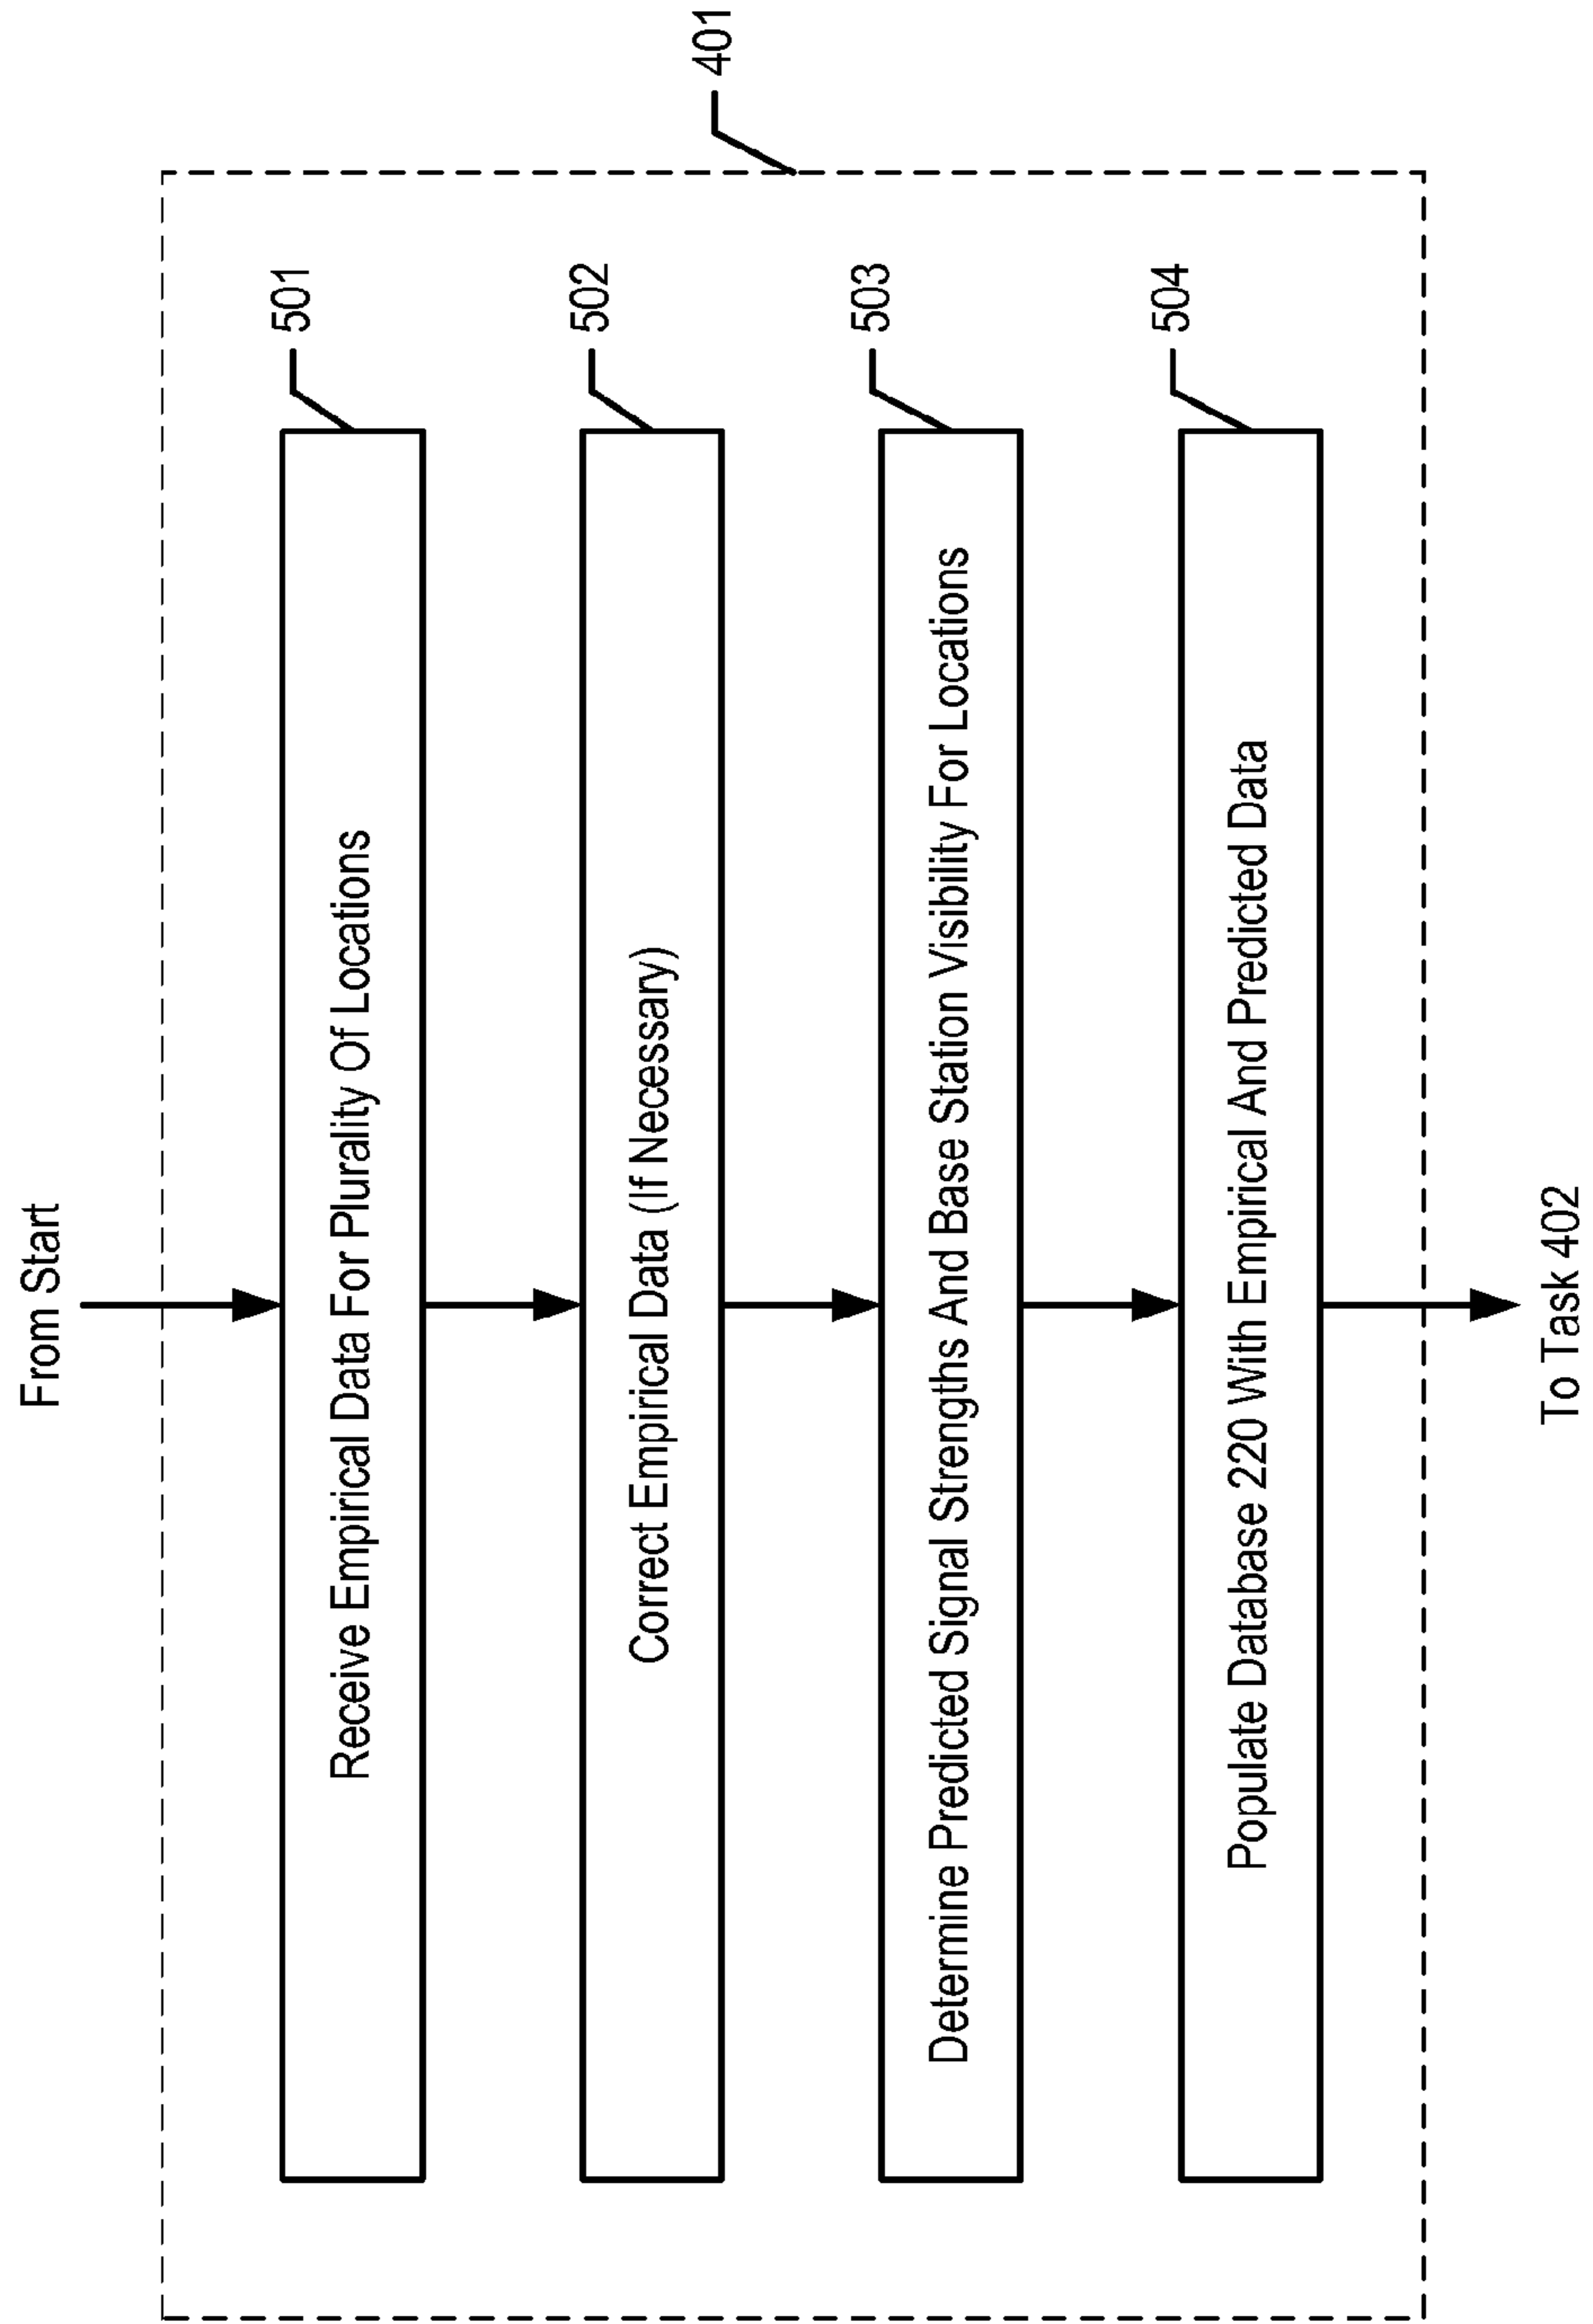 From Start
401
501
Receive Empirical Data For Plurality Of Locations
502
Correct Empirical Data (If Necessary)
503
Determine Predicted Signal Strengths And Base Station Visibility For Locations
504
Populate Database 220 With Empirical And Predicted Data
To Task 402